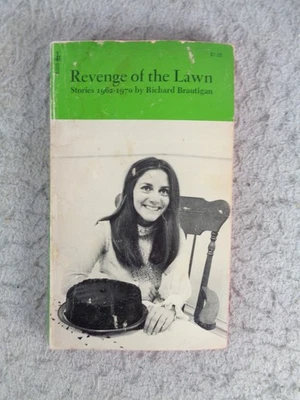 Revenge of the Lawn
Stories 1962-1970 by Richard Brautigan